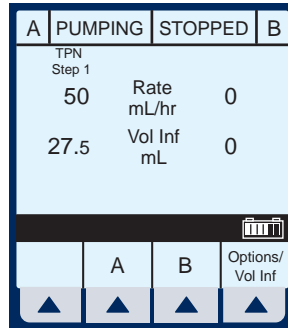 A PUMPING STOPPED B
TPN
Step 1
50 Rate mL/hr 0
27.5 Vol Inf mL 0
A B Options/ Vol Inf